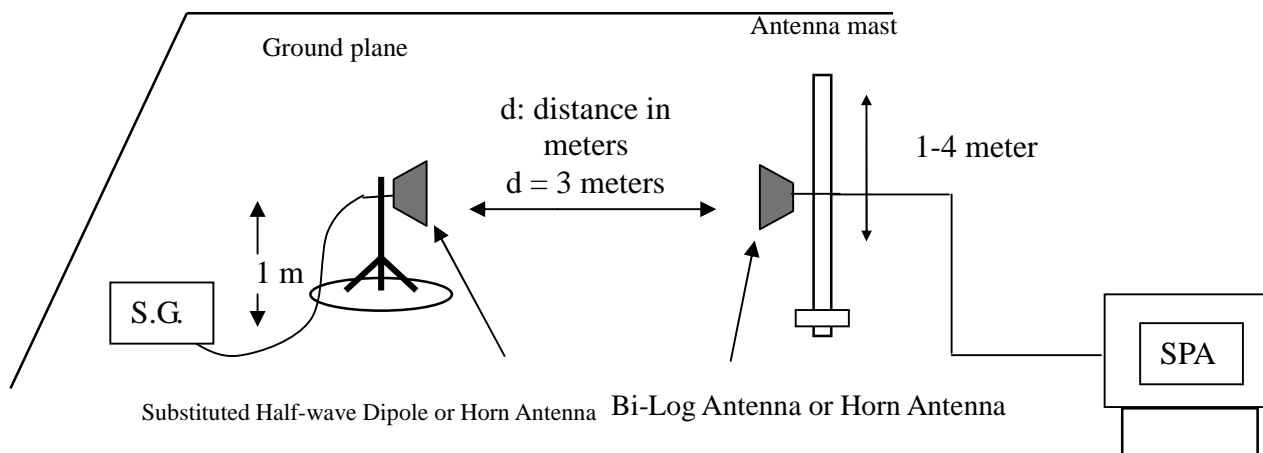 Ground plane
Antenna mast
d: distance in
meters
d = 3 meters
1-4 meter
1 m
S.G.
SPA
Substituted Half-wave Dipole or Horn Antenna
Bi-Log Antenna or Horn Antenna